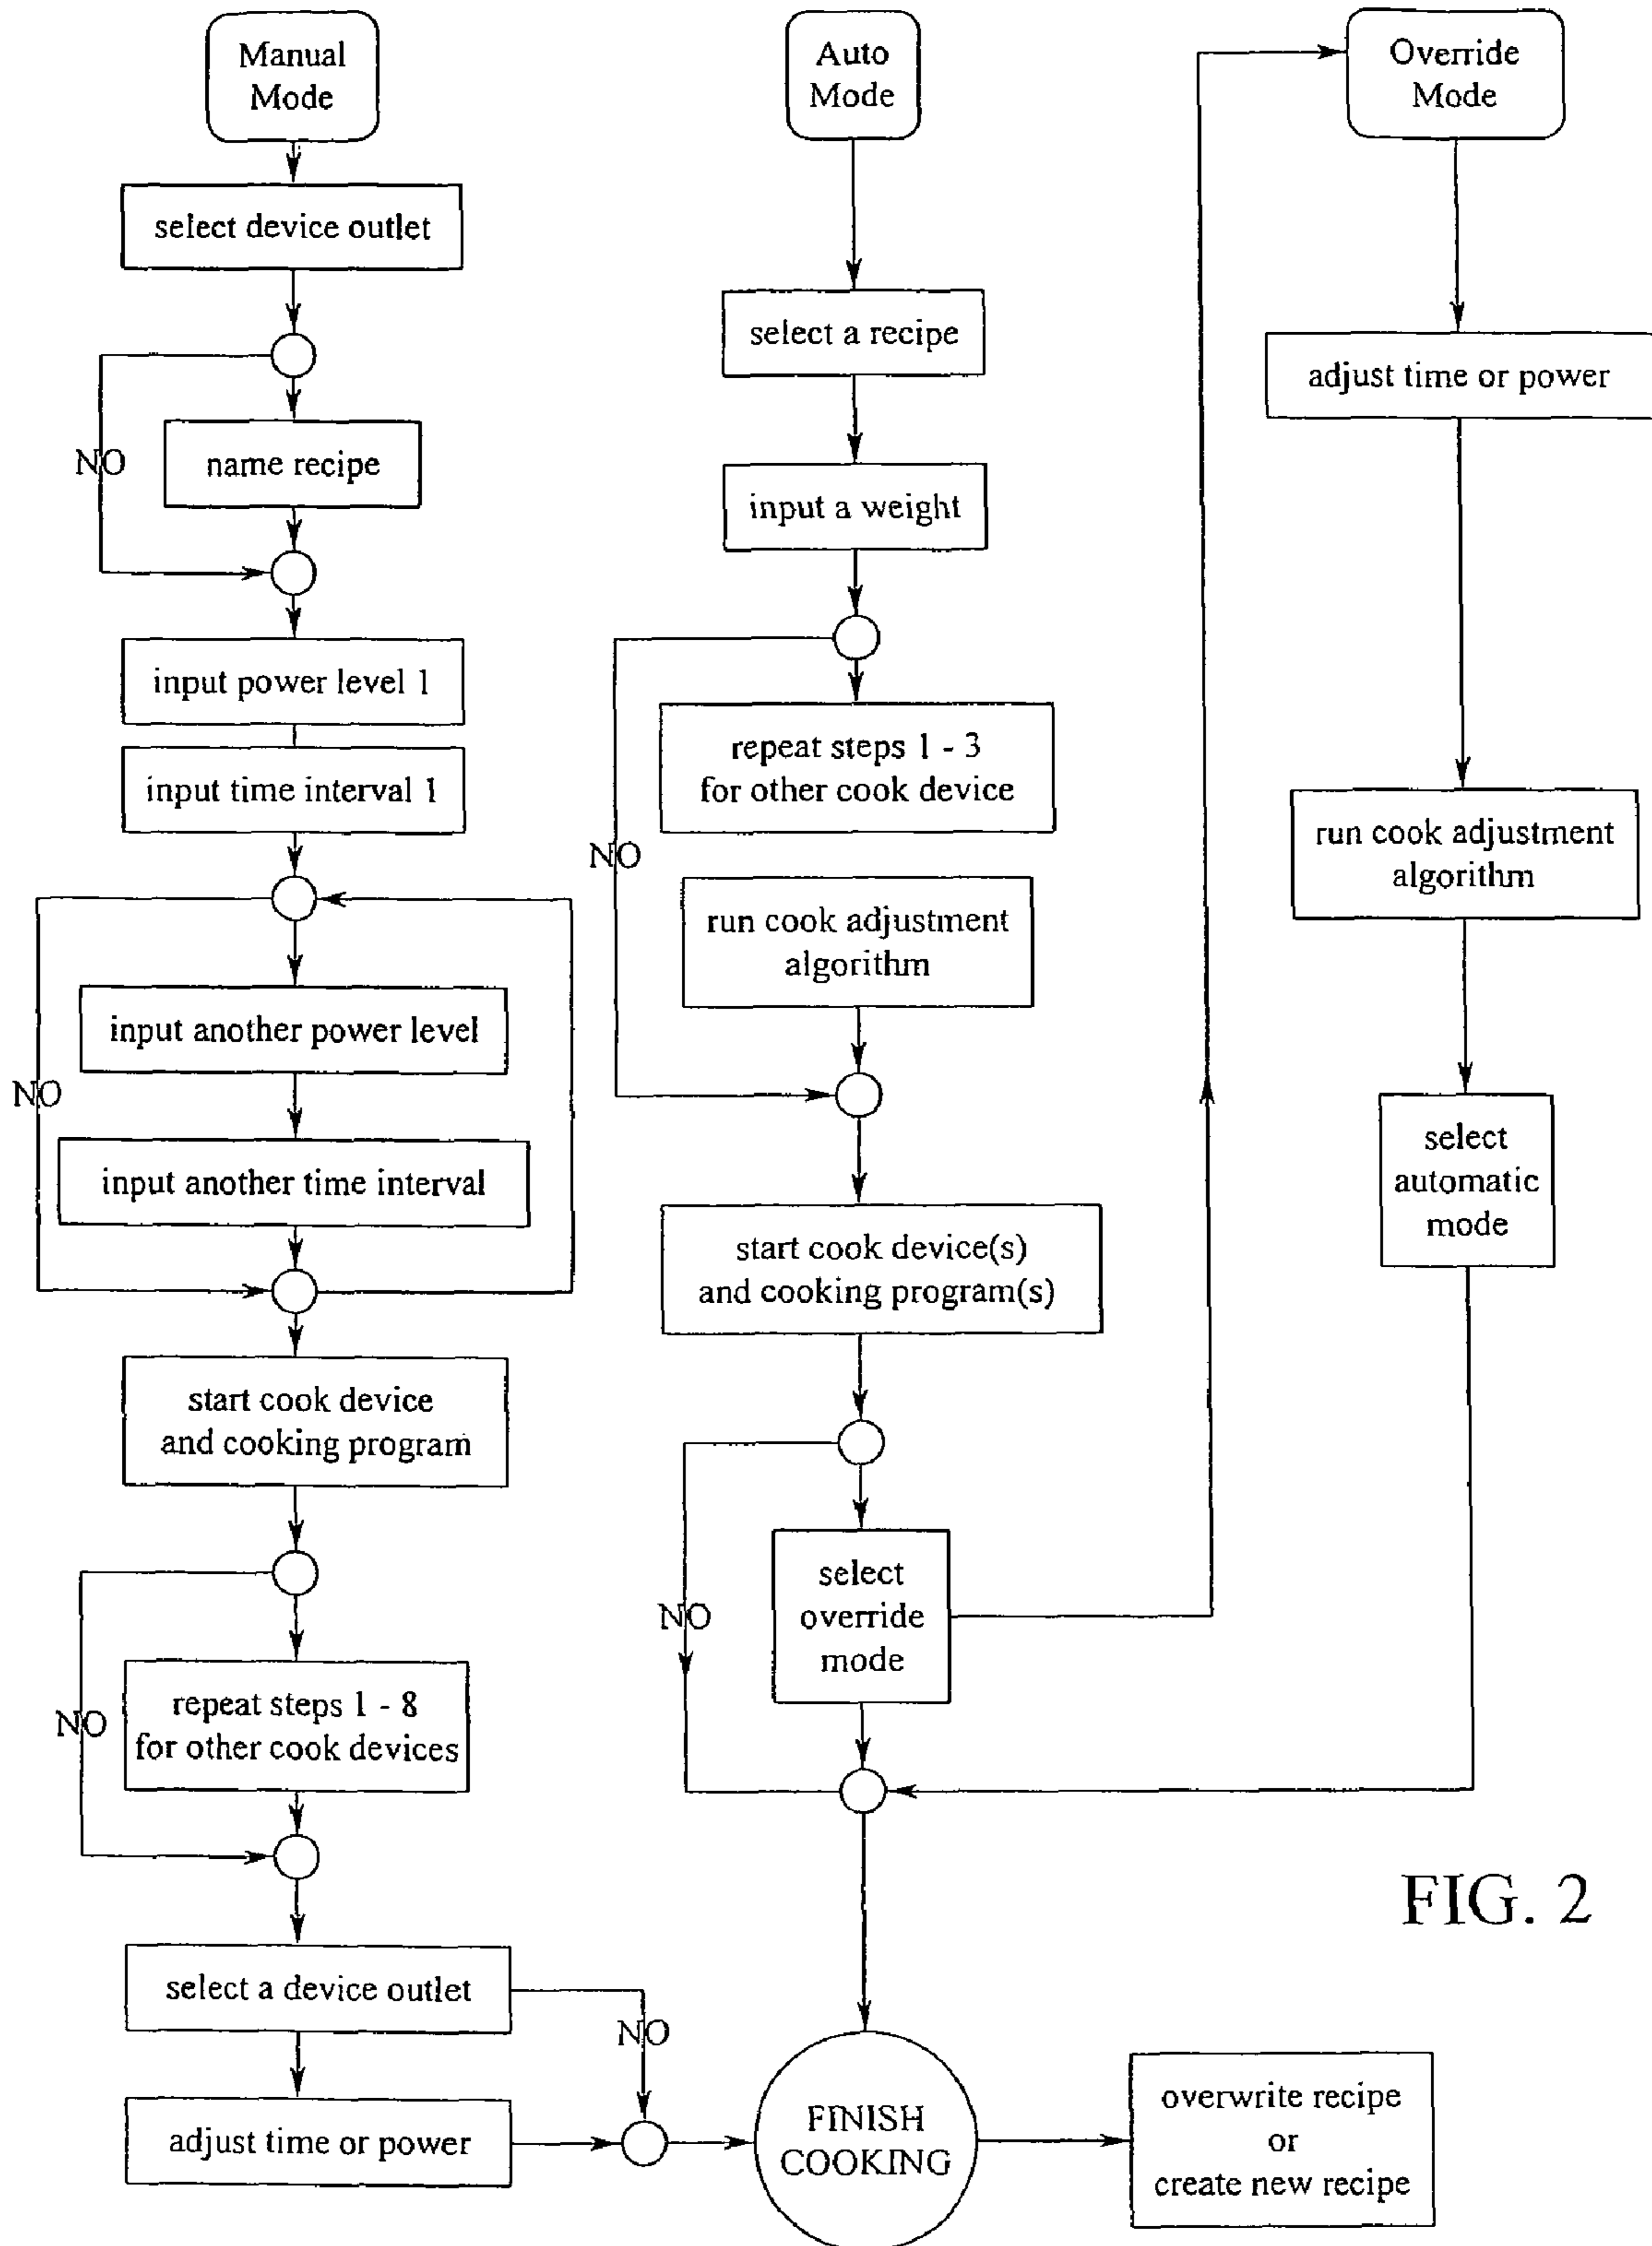 Manual
Mode
select device outlet
NO
name recipe
input power level 1
input time interval 1
input another power level
NO
input another time interval
start cook device
and cooking program
repeat steps 1 - 8
for other cook devices
NO
select a device outlet
NO
adjust time or power
Auto
Mode
select a recipe
input a weight
repeat steps 1 - 3
for other cook device
NO
run cook adjustment
algorithm
start cook device(s)
and cooking program(s)
select
override
mode
NO
FINISH
COOKING
overwrite recipe
or
create new recipe
Override
Mode
adjust time or power
run cook adjustment
algorithm
select
automatic
mode
FIG. 2